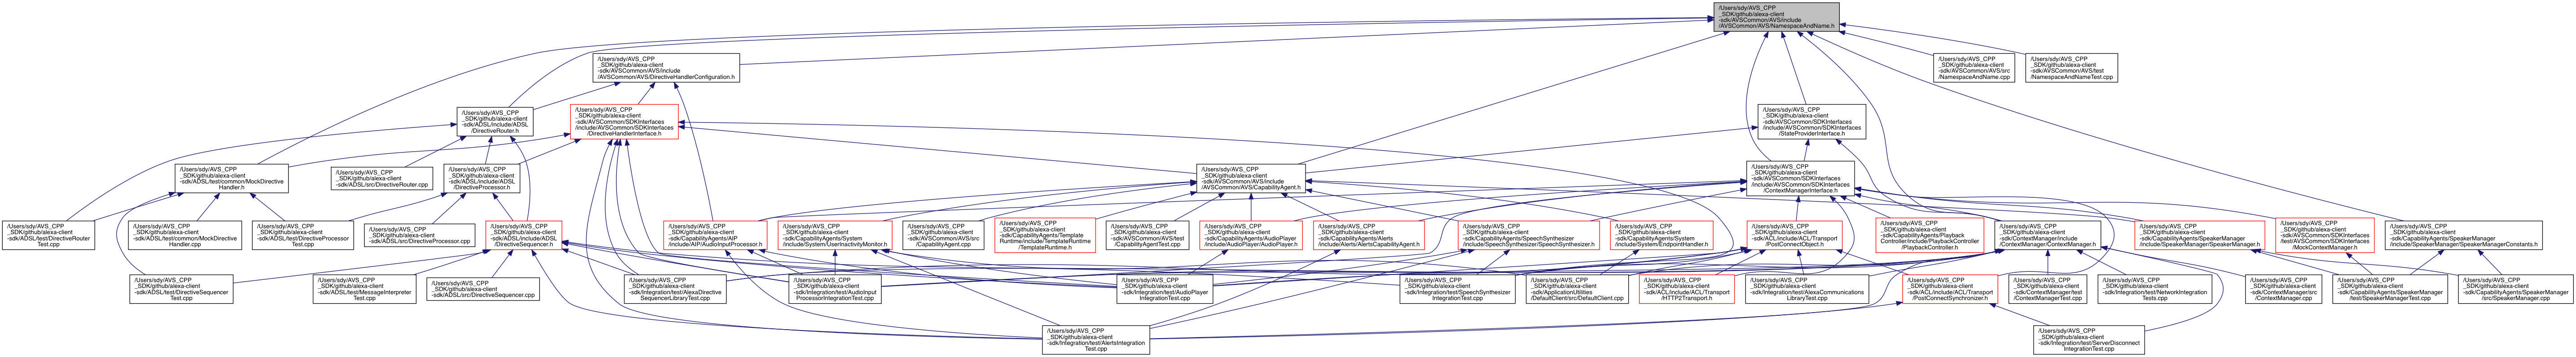 /Users/sdy/AVS_CPP
_SDK/github/alexa-client
-sdk/AVSCommon/AVS/include
/AVSCommon/AVS/NamespaceAndName.h
/Users/sdy/AVS_CPP
_SDK/github/alexa-client
-sdk/AVSCommon/AVS/include
/AVSCommon/AVS/DirectiveHandlerConfiguration.h
/Users/sdy/AVS_CPP
_SDK/github/alexa-client
-sdk/AVSCommon/AVS/src
/NamespaceAndName.cpp
/Users/sdy/AVS_CPP
_SDK/github/alexa-client
-sdk/AVSCommon/AVS/test
/NamespaceAndNameTest.cpp
/Users/sdy/AVS_CPP
_SDK/github/alexa-client
-sdk/ADSL/include/ADSL
/DirectiveRouter.h
/Users/sdy/AVS_CPP
_SDK/github/alexa-client
-sdk/AVSCommon/SDKInterfaces
/include/AVSCommon/SDKInterfaces
/DirectiveHandlerInterface.h
/Users/sdy/AVS_CPP
_SDK/github/alexa-client
-sdk/AVSCommon/SDKInterfaces
/include/AVSCommon/SDKInterfaces
/StateProviderInterface.h
/Users/sdy/AVS_CPP
_SDK/github/alexa-client
-sdk/ADSL/test/common/MockDirective
Handler.h
/Users/sdy/AVS_CPP
_SDK/github/alexa-client
-sdk/ADSL/src/DirectiveRouter.cpp
/Users/sdy/AVS_CPP
_SDK/github/alexa-client
-sdk/ADSL/include/ADSL
/DirectiveProcessor.h
/Users/sdy/AVS_CPP
_SDK/github/alexa-client
-sdk/AVSCommon/AVS/include
/AVSCommon/AVS/CapabilityAgent.h
/Users/sdy/AVS_CPP
_SDK/github/alexa-client
-sdk/AVSCommon/SDKInterfaces
/include/AVSCommon/SDKInterfaces
/ContextManagerInterface.h
/Users/sdy/AVS_CPP
_SDK/github/alexa-client
-sdk/ADSL/test/DirectiveRouter
Test.cpp
/Users/sdy/AVS_CPP
_SDK/github/alexa-client
-sdk/ADSL/test/common/MockDirective
Handler.cpp
/Users/sdy/AVS_CPP
_SDK/github/alexa-client
-sdk/ADSL/test/DirectiveProcessor
Test.cpp
/Users/sdy/AVS_CPP
_SDK/github/alexa-client
-sdk/ADSL/src/DirectiveProcessor.cpp
/Users/sdy/AVS_CPP
_SDK/github/alexa-client
-sdk/ADSL/include/ADSL
/DirectiveSequencer.h
/Users/sdy/AVS_CPP
_SDK/github/alexa-client
-sdk/CapabilityAgents/AIP
/include/AIP/AudioInputProcessor.h
/Users/sdy/AVS_CPP
_SDK/github/alexa-client
-sdk/CapabilityAgents/System
/include/System/UserInactivityMonitor.h
/Users/sdy/AVS_CPP
_SDK/github/alexa-client
-sdk/AVSCommon/AVS/src
/CapabilityAgent.cpp
/Users/sdy/AVS_CPP
_SDK/github/alexa-client
-sdk/CapabilityAgents/Template
Runtime/include/TemplateRuntime
/TemplateRuntime.h
/Users/sdy/AVS_CPP
_SDK/github/alexa-client
-sdk/AVSCommon/AVS/test
/CapabilityAgentTest.cpp
/Users/sdy/AVS_CPP
_SDK/github/alexa-client
-sdk/CapabilityAgents/AudioPlayer
/include/AudioPlayer/AudioPlayer.h
/Users/sdy/AVS_CPP
_SDK/github/alexa-client
-sdk/CapabilityAgents/Alerts
/include/Alerts/AlertsCapabilityAgent.h
/Users/sdy/AVS_CPP
_SDK/github/alexa-client
-sdk/CapabilityAgents/SpeechSynthesizer
/include/SpeechSynthesizer/SpeechSynthesizer.h
/Users/sdy/AVS_CPP
_SDK/github/alexa-client
-sdk/CapabilityAgents/System
/include/System/EndpointHandler.h
/Users/sdy/AVS_CPP
_SDK/github/alexa-client
-sdk/ACL/include/ACL/Transport
/PostConnectObject.h
/Users/sdy/AVS_CPP
_SDK/github/alexa-client
-sdk/CapabilityAgents/Playback
Controller/include/PlaybackController
/PlaybackController.h
/Users/sdy/AVS_CPP
_SDK/github/alexa-client
-sdk/ContextManager/include
/ContextManager/ContextManager.h
/Users/sdy/AVS_CPP
_SDK/github/alexa-client
-sdk/CapabilityAgents/SpeakerManager
/include/SpeakerManager/SpeakerManager.h
/Users/sdy/AVS_CPP
_SDK/github/alexa-client
-sdk/AVSCommon/SDKInterfaces
/test/AVSCommon/SDKInterfaces
/MockContextManager.h
/Users/sdy/AVS_CPP
_SDK/github/alexa-client
-sdk/CapabilityAgents/SpeakerManager
/include/SpeakerManager/SpeakerManagerConstants.h
/Users/sdy/AVS_CPP
_SDK/github/alexa-client
-sdk/ADSL/test/DirectiveSequencer
Test.cpp
/Users/sdy/AVS_CPP
_SDK/github/alexa-client
-sdk/ADSL/test/MessageInterpreter
Test.cpp
/Users/sdy/AVS_CPP
_SDK/github/alexa-client
-sdk/ADSL/src/DirectiveSequencer.cpp
/Users/sdy/AVS_CPP
_SDK/github/alexa-client
-sdk/Integration/test/AlexaDirective
SequencerLibraryTest.cpp
/Users/sdy/AVS_CPP
_SDK/github/alexa-client
-sdk/Integration/test/AudioInput
ProcessorIntegrationTest.cpp
/Users/sdy/AVS_CPP
_SDK/github/alexa-client
-sdk/Integration/test/AudioPlayer
IntegrationTest.cpp
/Users/sdy/AVS_CPP
_SDK/github/alexa-client
-sdk/Integration/test/SpeechSynthesizer
IntegrationTest.cpp
/Users/sdy/AVS_CPP
_SDK/github/alexa-client
-sdk/ApplicationUtilities
/DefaultClient/src/DefaultClient.cpp
/Users/sdy/AVS_CPP
_SDK/github/alexa-client
-sdk/ACL/include/ACL/Transport
/HTTP2Transport.h
/Users/sdy/AVS_CPP
_SDK/github/alexa-client
-sdk/Integration/test/AlexaCommunications
LibraryTest.cpp
/Users/sdy/AVS_CPP
_SDK/github/alexa-client
-sdk/ACL/include/ACL/Transport
/PostConnectSynchronizer.h
/Users/sdy/AVS_CPP
_SDK/github/alexa-client
-sdk/ContextManager/test
/ContextManagerTest.cpp
/Users/sdy/AVS_CPP
_SDK/github/alexa-client
-sdk/Integration/test/NetworkIntegration
Tests.cpp
/Users/sdy/AVS_CPP
_SDK/github/alexa-client
-sdk/ContextManager/src
/ContextManager.cpp
/Users/sdy/AVS_CPP
_SDK/github/alexa-client
-sdk/CapabilityAgents/SpeakerManager
/test/SpeakerManagerTest.cpp
/Users/sdy/AVS_CPP
_SDK/github/alexa-client
-sdk/CapabilityAgents/SpeakerManager
/src/SpeakerManager.cpp
/Users/sdy/AVS_CPP
_SDK/github/alexa-client
-sdk/Integration/test/AlertsIntegration
Test.cpp
/Users/sdy/AVS_CPP
_SDK/github/alexa-client
-sdk/Integration/test/ServerDisconnect
IntegrationTest.cpp